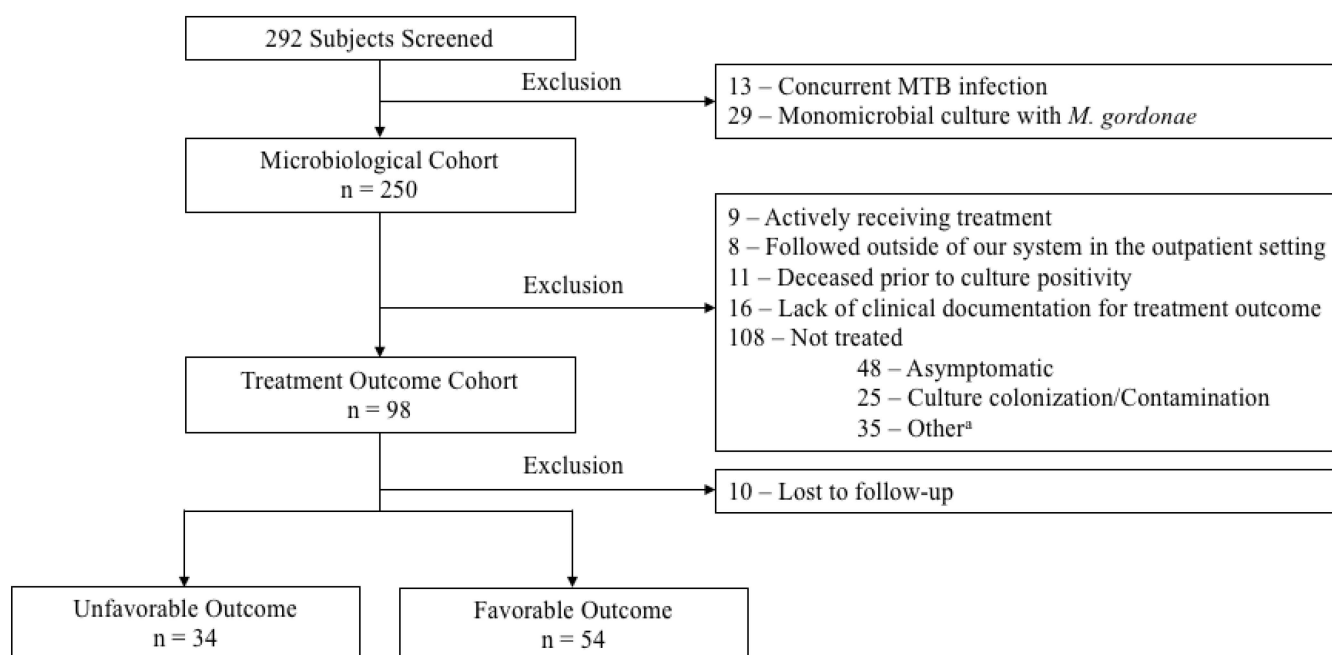 292 Subjects Screened
Exclusion
13 – Concurrent MTB infection
29 – Monomicrobial culture with M. gordonae
Microbiological Cohort
n = 250
Exclusion
9 – Actively receiving treatment
8 – Followed outside of our system in the outpatient setting
11 – Deceased prior to culture positivity
16 – Lack of clinical documentation for treatment outcome
108 – Not treated
48 – Asymptomatic
25 – Culture colonization/Contamination
35 – Otherᵃ
Treatment Outcome Cohort
n = 98
Exclusion
10 – Lost to follow-up
Unfavorable Outcome
n = 34
Favorable Outcome
n = 54